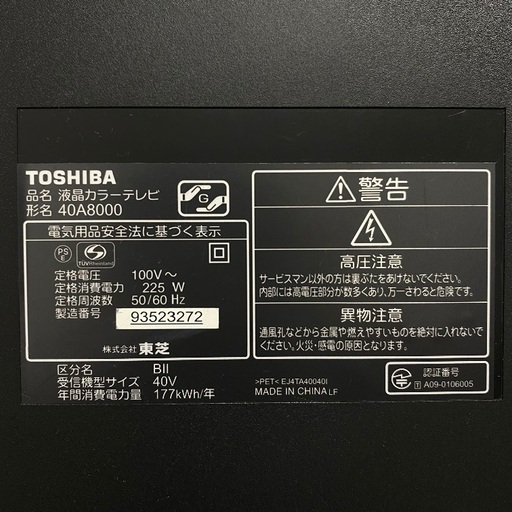 TOSHIBA
品名 液晶カラーテレビ
形名 40A8000
G
電気用品安全法に基づく表示
PS
E
TÜVRheinland
定格電圧 100V～
定格消費電力 225 W
定格周波数 50/60 Hz
製造番号 93523272
株式会社 東芝
区分名 BII
受信機型サイズ 40V
年間消費電力量 177kWh/年
警告
高圧注意
サービスマン以外の方は裏ぶたをあけないでください。
内部には高電圧部分が数多くあり、万一さわると危険です。
異物注意
通風孔などから金属や燃えやすいものを絶対に入れないで
ください。火災・感電の原因となります。
>PET< EJ4TA40040I
MADE IN CHINA LF
認証番号
T A09-0106005